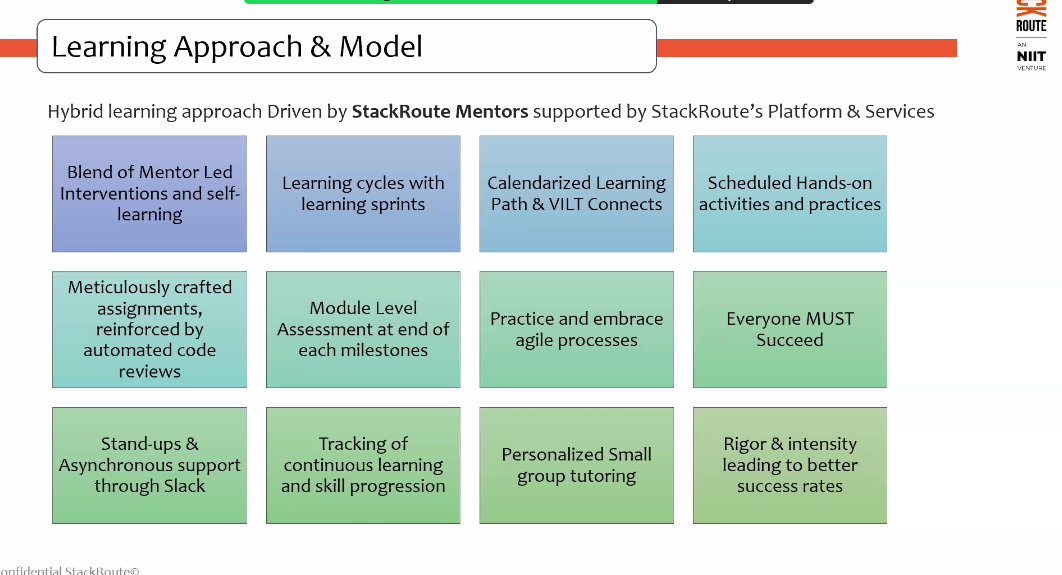 CK
ROUTE
AN
NIIT
VENTURE
Learning Approach & Model
Hybrid learning approach Driven by StackRoute Mentors supported by StackRoute’s Platform & Services
Blend of Mentor Led
Interventions and self-
learning
Learning cycles with
learning sprints
Calendarized Learning
Path & VILT Connects
Scheduled Hands-on
activities and practices
Meticulously crafted
assignments,
reinforced by
automated code
reviews
Module Level
Assessment at end of
each milestones
Practice and embrace
agile processes
Everyone MUST
Succeed
Stand-ups &
Asynchronous support
through Slack
Tracking of
continuous learning
and skill progression
Personalized Small
group tutoring
Rigor & intensity
leading to better
success rates
onfidential StackRoute©